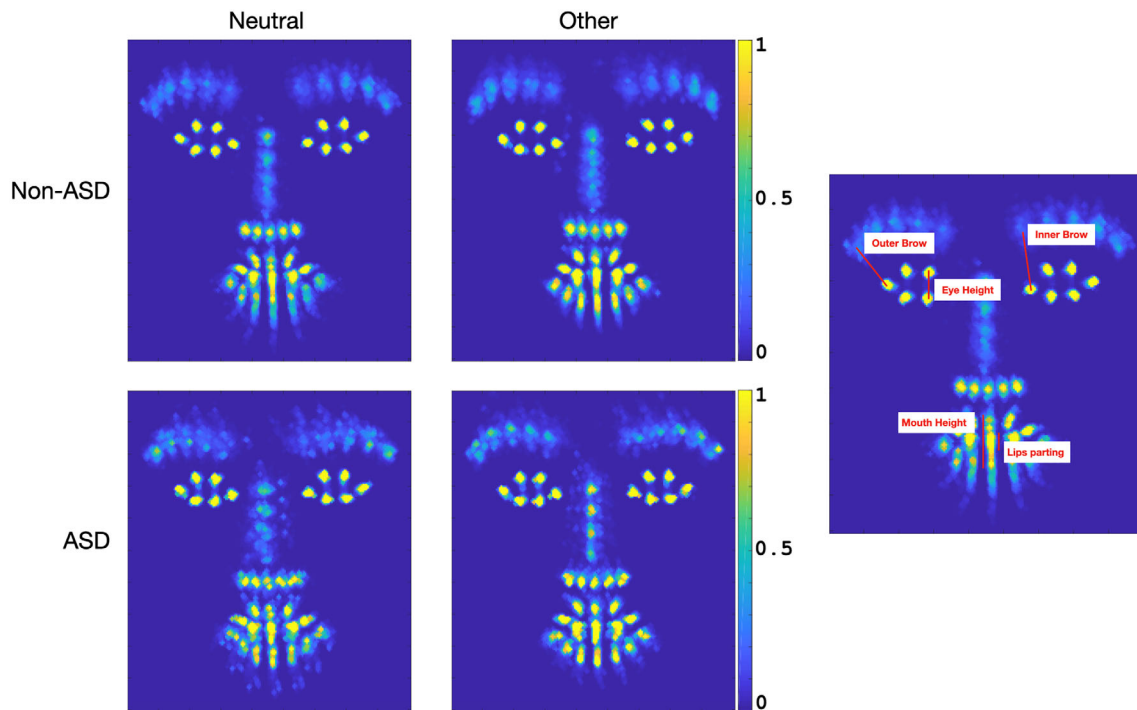 Neutral
Other
Non-ASD
1
0.5
0
ASD
1
0.5
0
Outer Brow
Inner Brow
Eye Height
Mouth Height
Lips parting